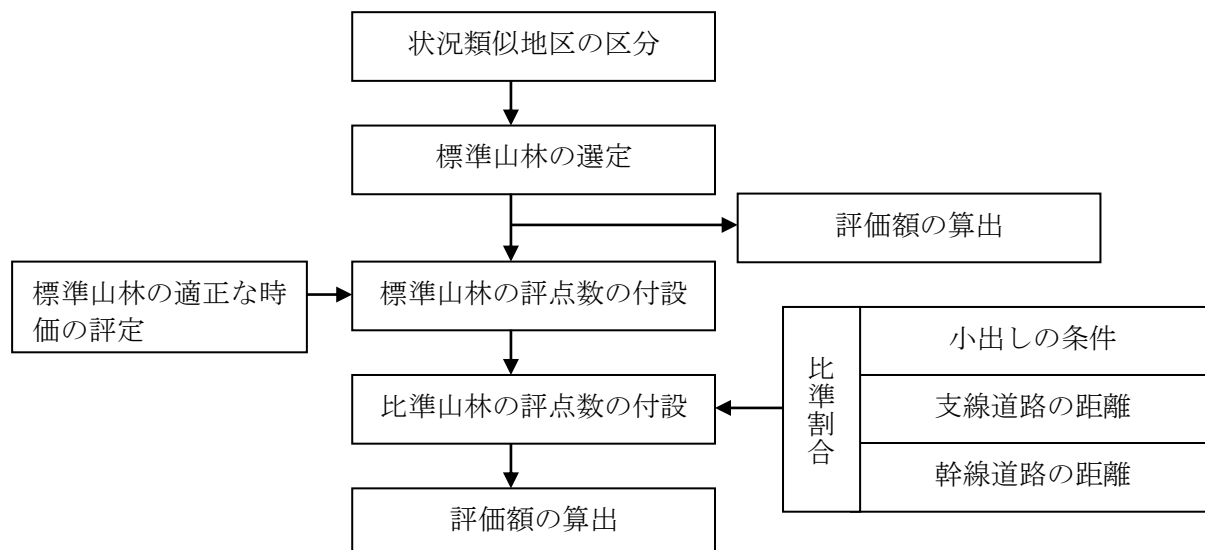 状況類似地区の区分
標準山林の選定
評価額の算出
標準山林の適正な時
価の評定
標準山林の評点数の付設
比準山林の評点数の付設
比準割合
小出しの条件
支線道路の距離
幹線道路の距離
評価額の算出